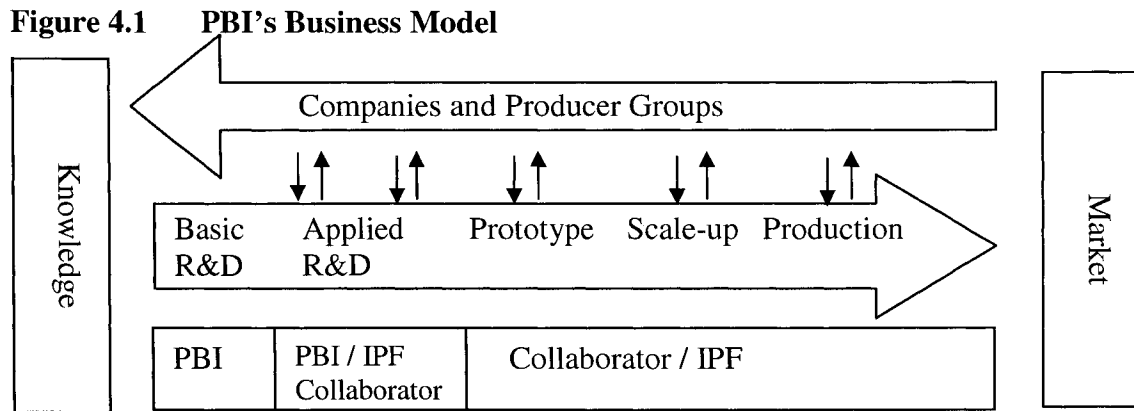 Figure 4.1 PBI's Business Model
Knowledge
Companies and Producer Groups
Basic R&D
Applied R&D
Prototype
Scale-up
Production
Market
PBI
PBI / IPF
Collaborator
Collaborator / IPF